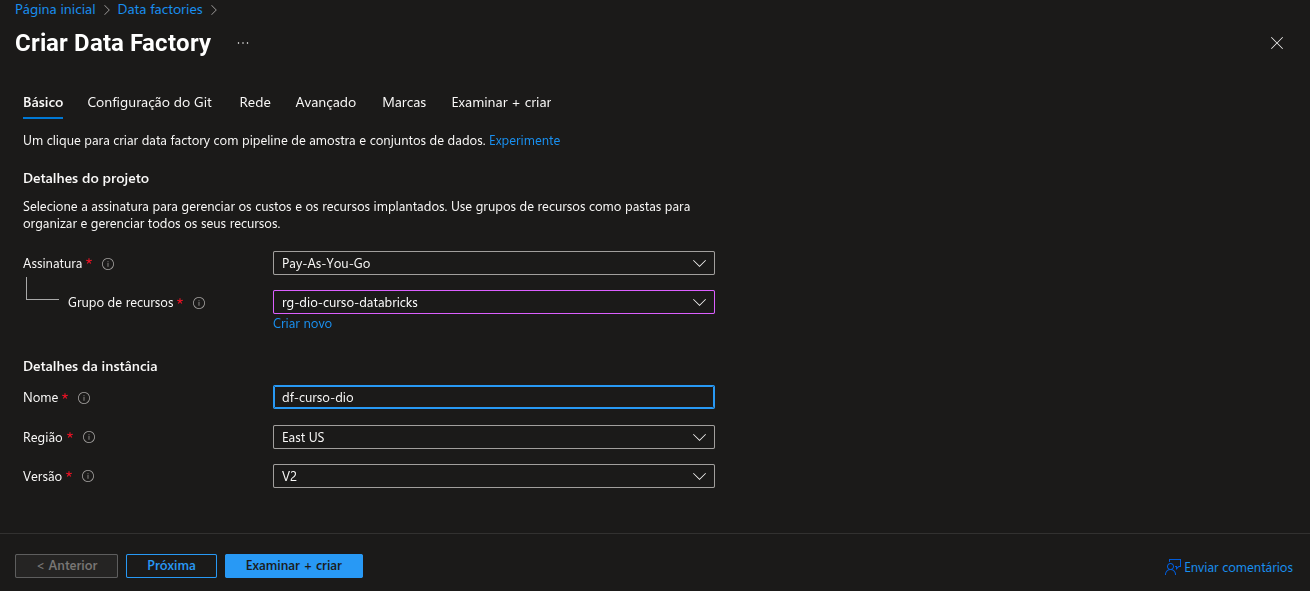 Página inicial > Data factories >
Criar Data Factory ...
Básico Configuração do Git Rede Avançado Marcas Examinar + criar
Um clique para criar data factory com pipeline de amostra e conjuntos de dados. Experimente
Detalhes do projeto
Selecione a assinatura para gerenciar os custos e os recursos implantados. Use grupos de recursos como pastas para
organizar e gerenciar todos os seus recursos.
Assinatura * Pay-As-You-Go
Grupo de recursos * rg-dio-curso-databricks
Criar novo
Detalhes da instância
Nome * df-curso-dio
Região * East US
Versão * V2
< Anterior Próxima Examinar + criar Enviar comentários